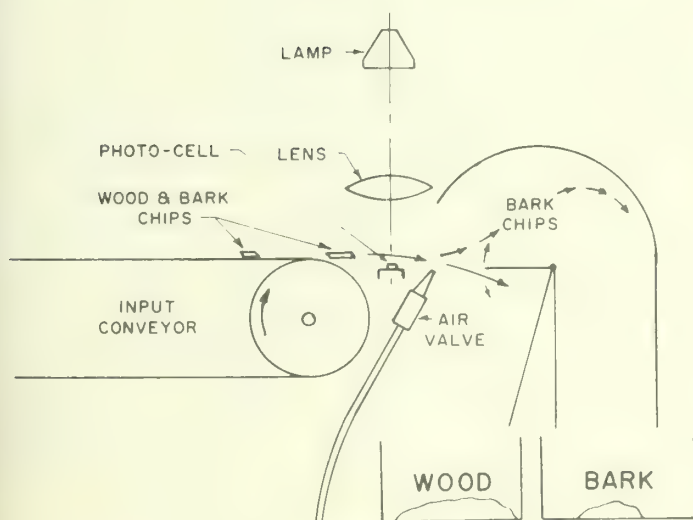 LAMP
PHOTO-CELL
LENS
WOOD & BARK
CHIPS
BARK
CHIPS
INPUT
CONVEYOR
AIR
VALVE
WOOD
BARK